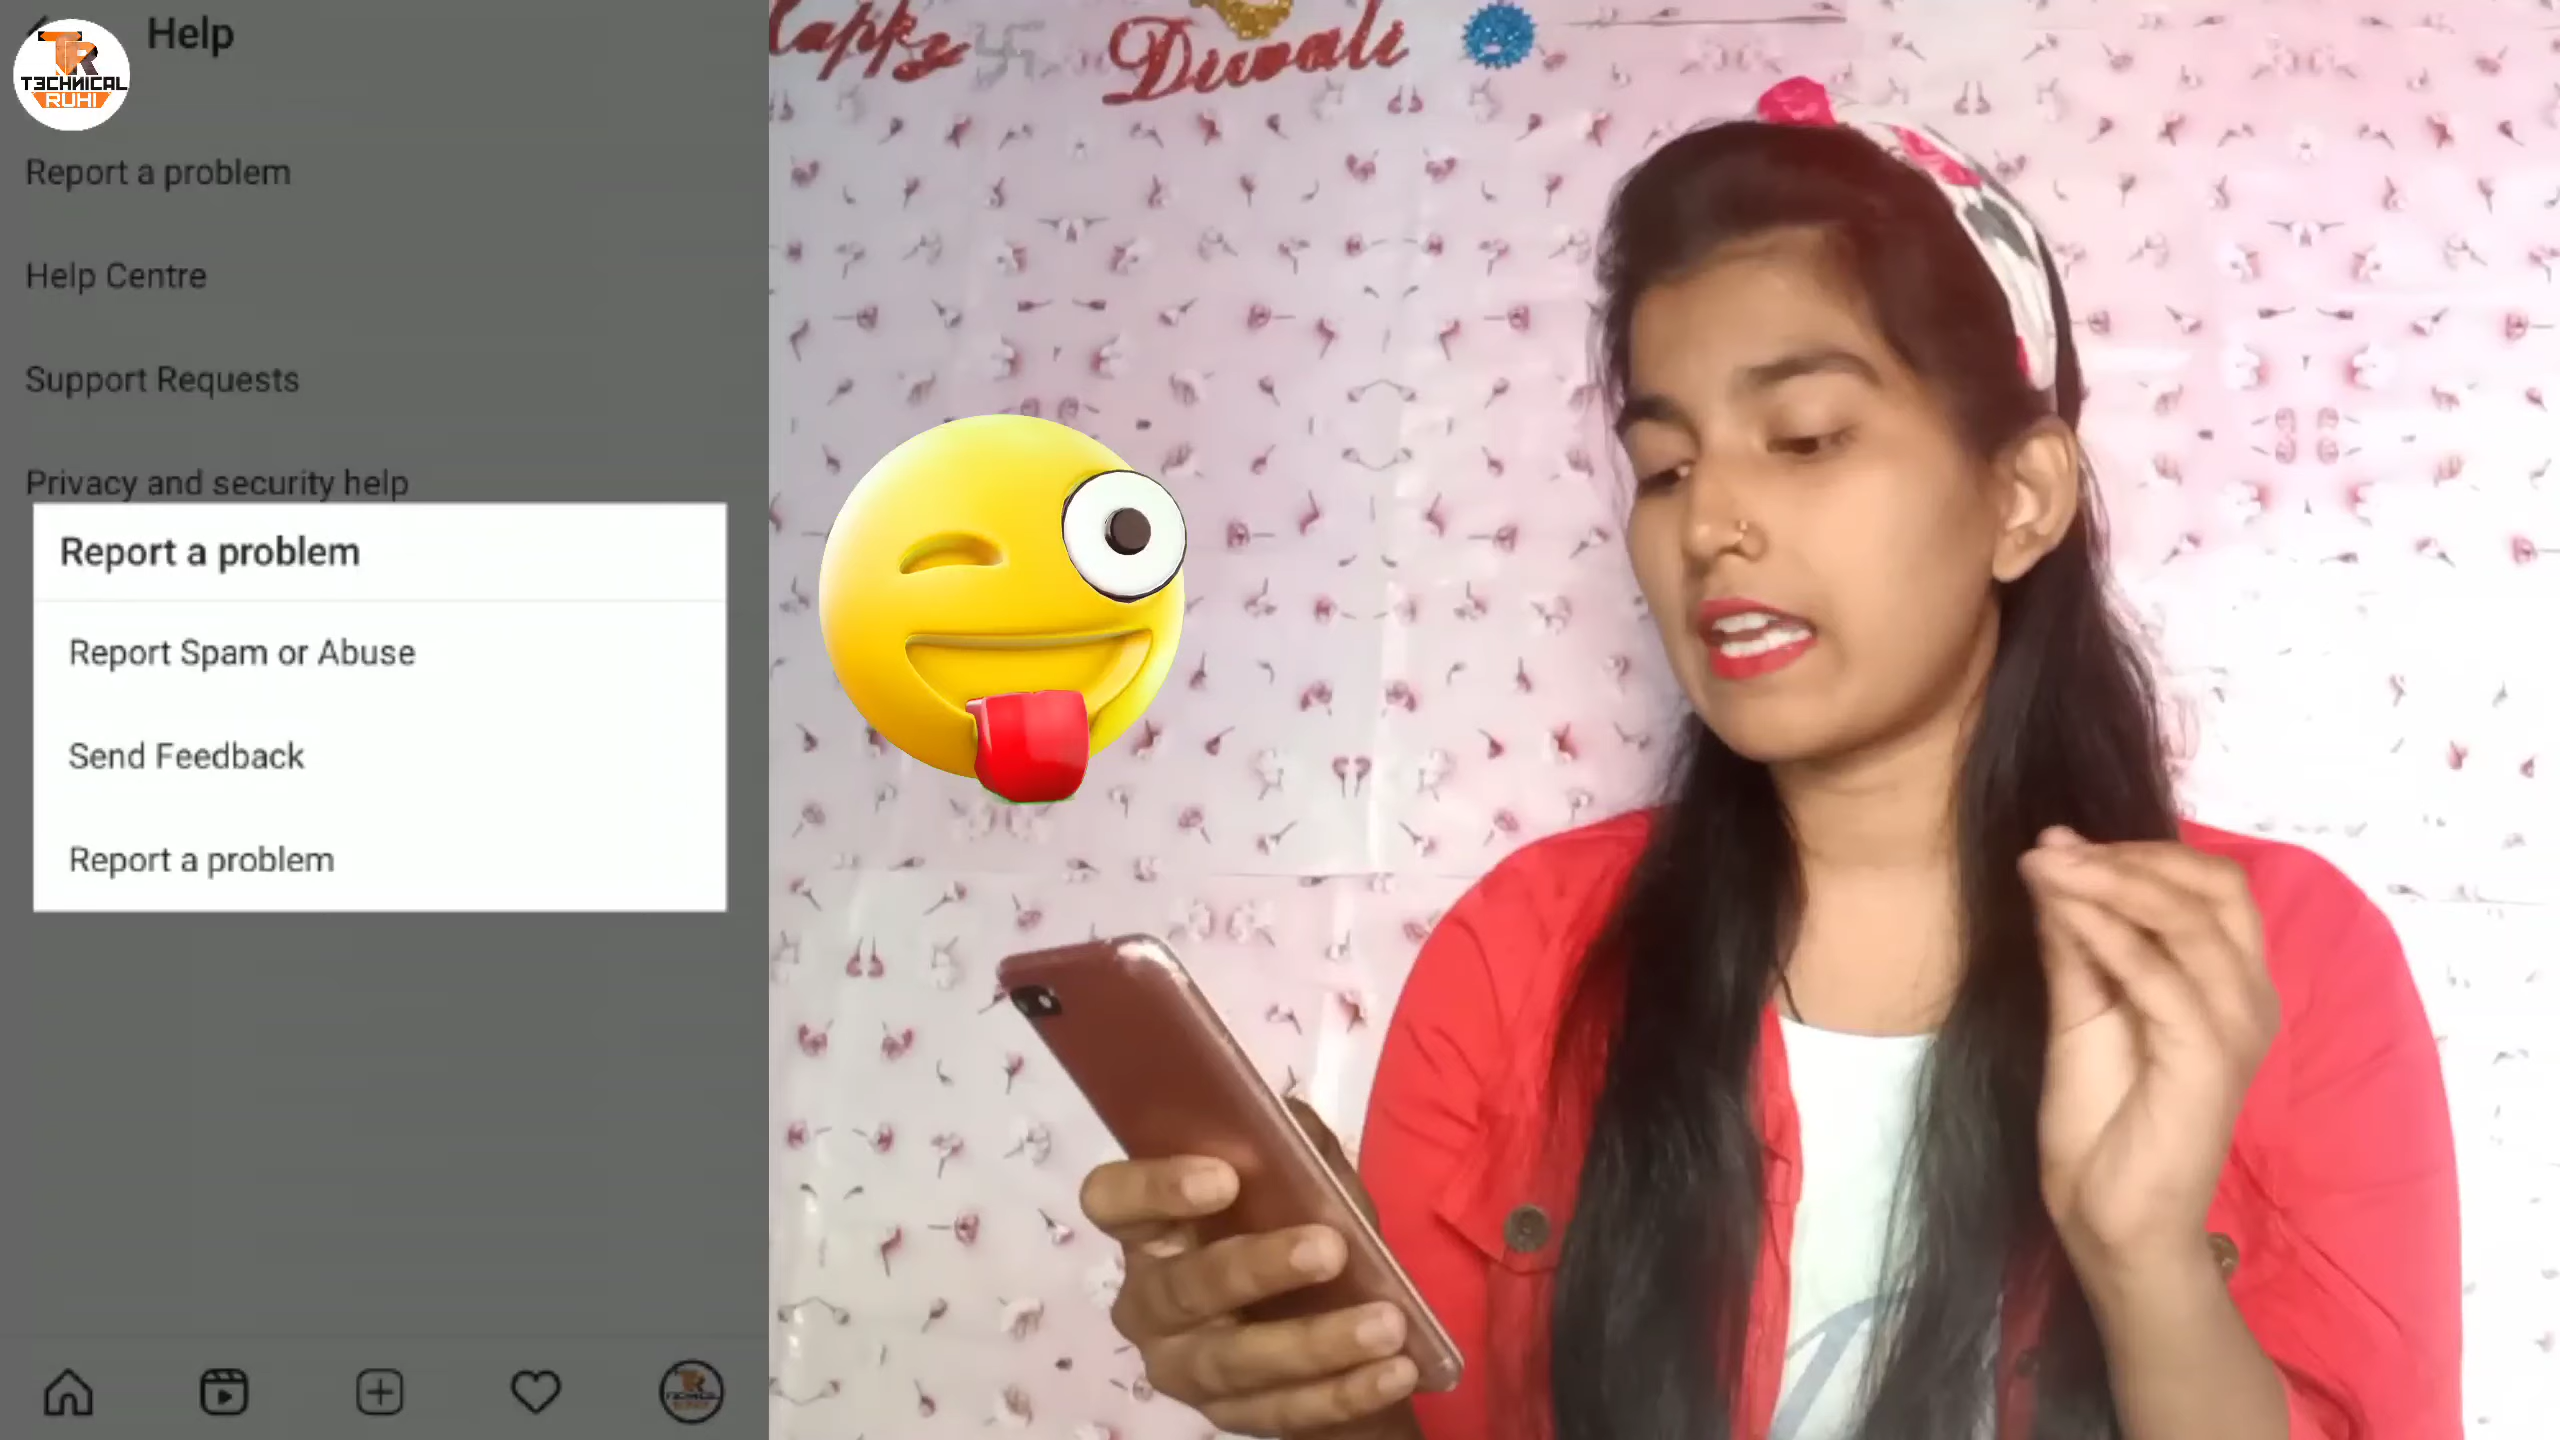 Help
TECHNICAL
RUHI
Report a problem
Help Centre
Support Requests
Privacy and security help
Report a problem
Report Spam or Abuse
Send Feedback
Report a problem
Happy Diwali